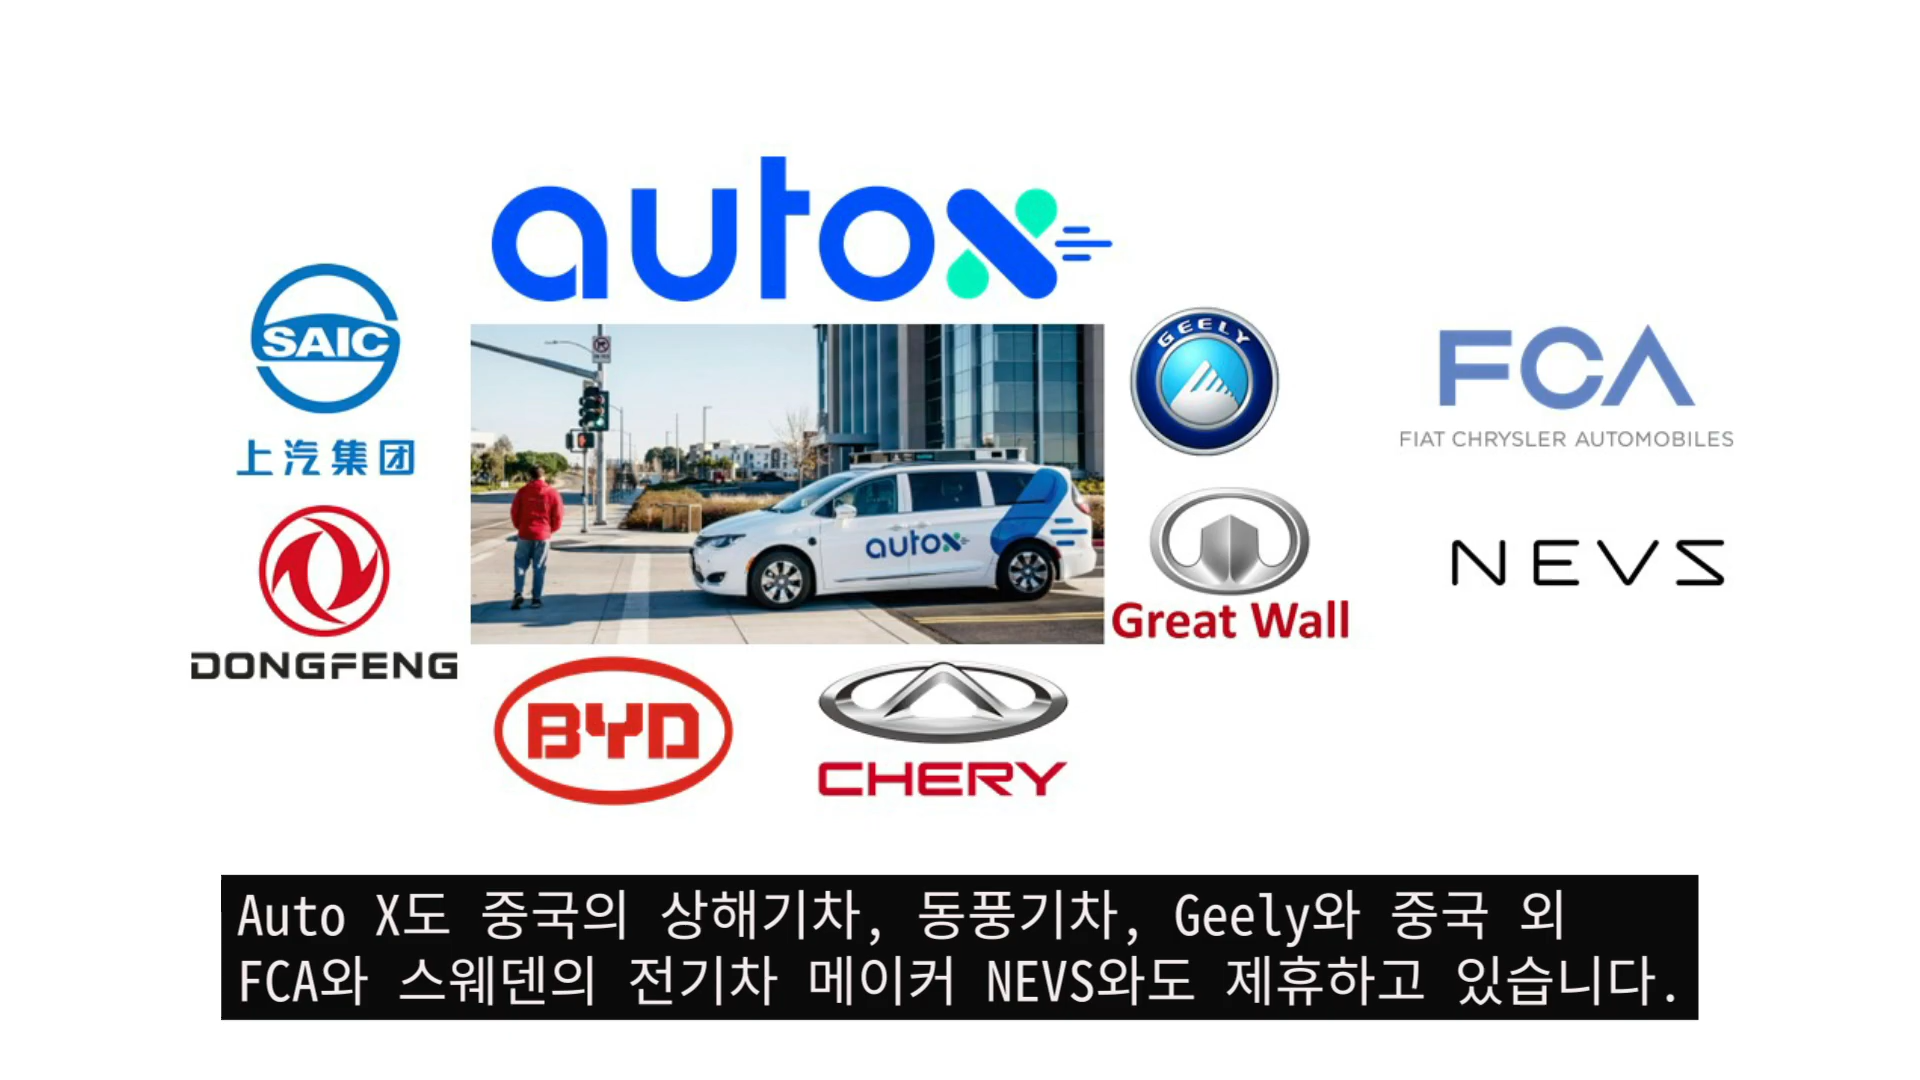 autox
SAIC
上汽集团
DONGFENG
autox
GEELY
FCA
FIAT CHRYSLER AUTOMOBILES
Great Wall
NEVS
BYD
CHERY
Auto X도 중국의 상해기차, 동풍기차, Geely와 중국 외
FCA와 스웨덴의 전기차 메이커 NEVS와도 제휴하고 있습니다.